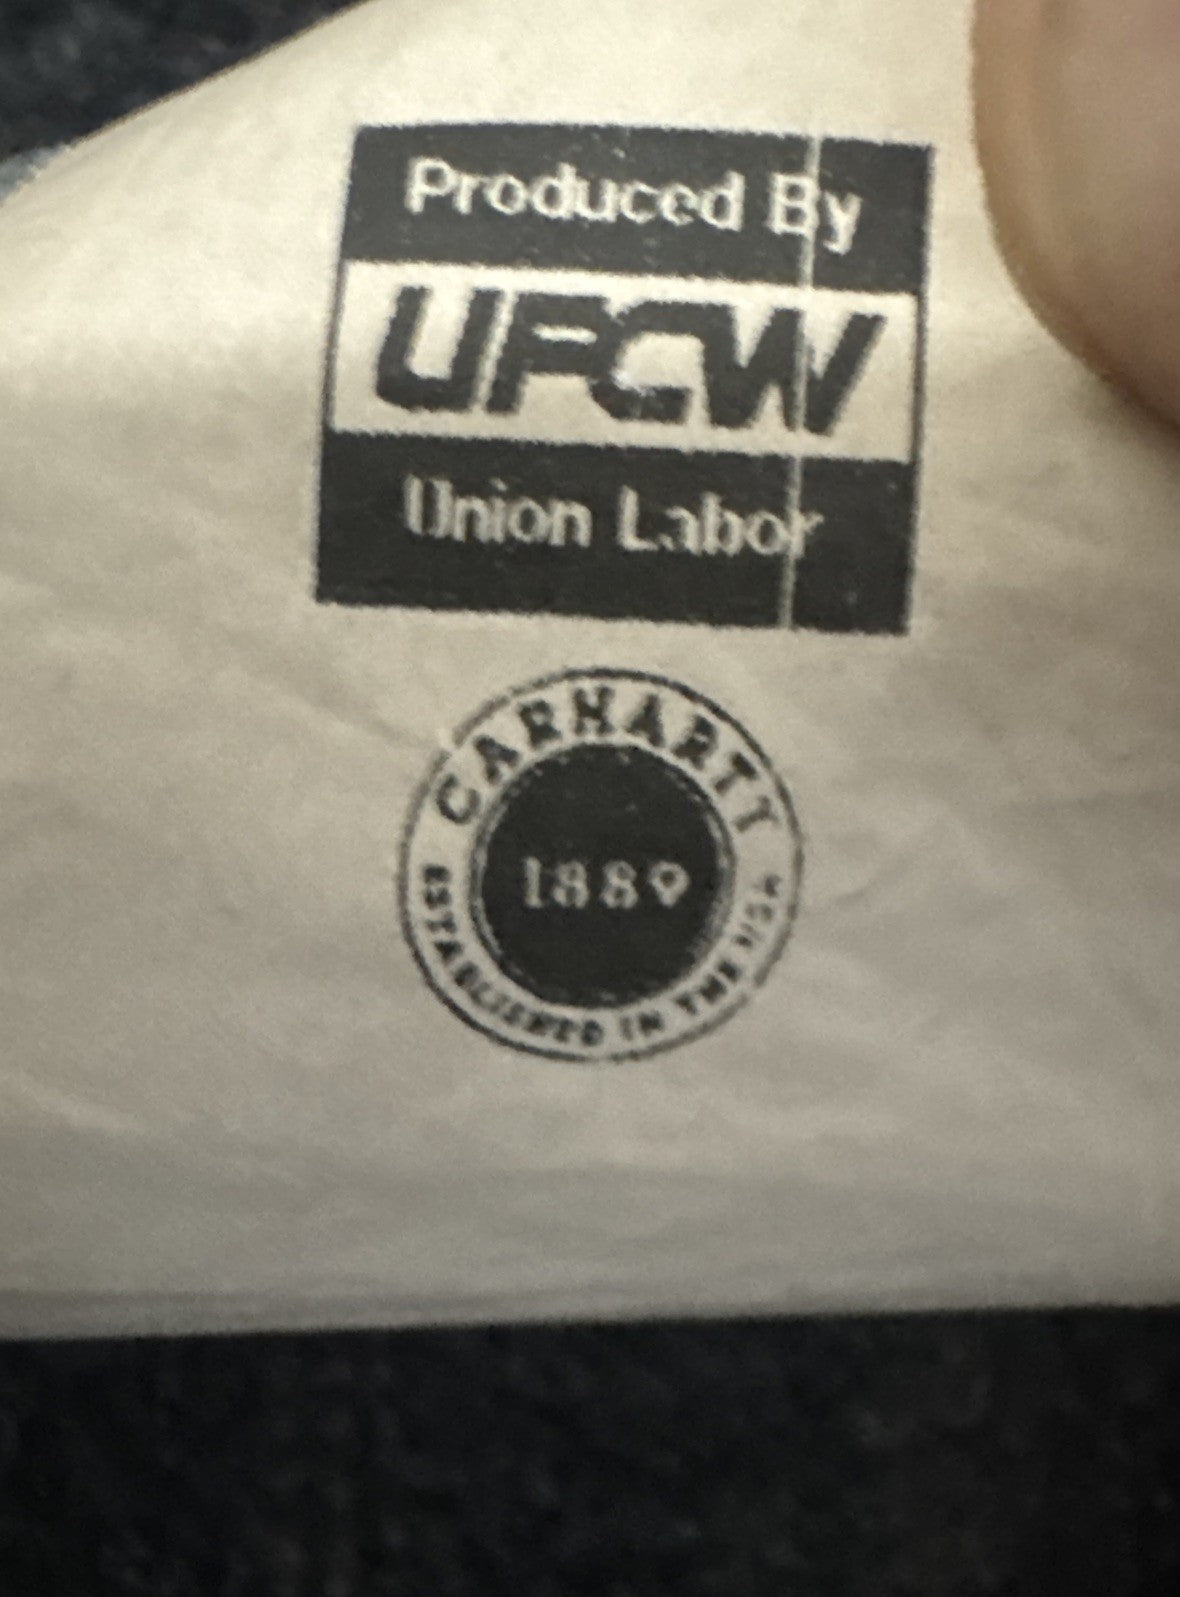 Produced By
UFCW
Union Labor
CARHARTT
1889
ESTABLISHED IN THE USA